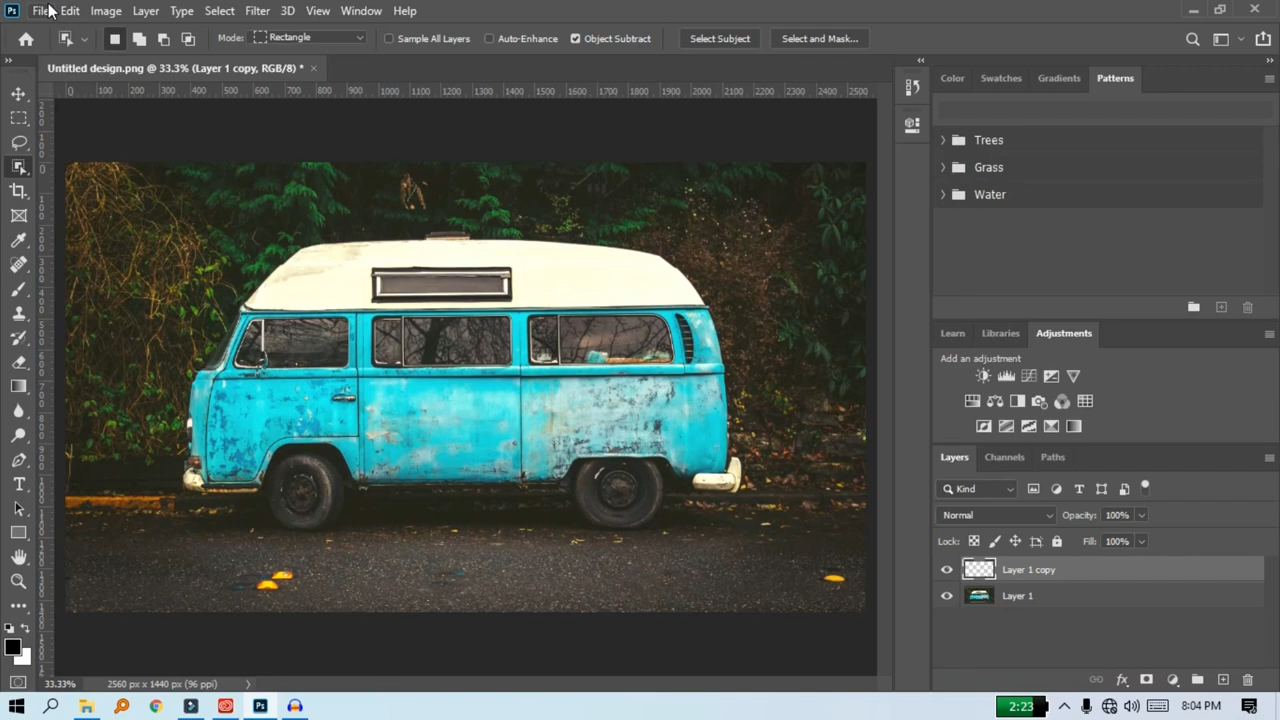 Ps File Edit Image Layer Type Select Filter 3D View Window Help
Mode: Rectangle Sample All Layers Auto-Enhance Object Subtract Select Subject Select and Mask...
Untitled design.png @ 33.3% (Layer 1 copy, RGB/8) *
0 100 200 300 400 500 600 700 800 900 1000 1100 1200 1300 1400 1500 1600 1700 1800 1900 2000 2100 2200 2300 2400 2500
Color Swatches Gradients Patterns
Trees
Grass
Water
Learn Libraries Adjustments
Add an adjustment
Layers Channels Paths
Kind
Normal Opacity: 100%
Lock: Fill: 100%
Layer 1 copy
Layer 1
33.33% 2560 px x 1440 px (96 ppi)
Ps 2:23 8:04 PM